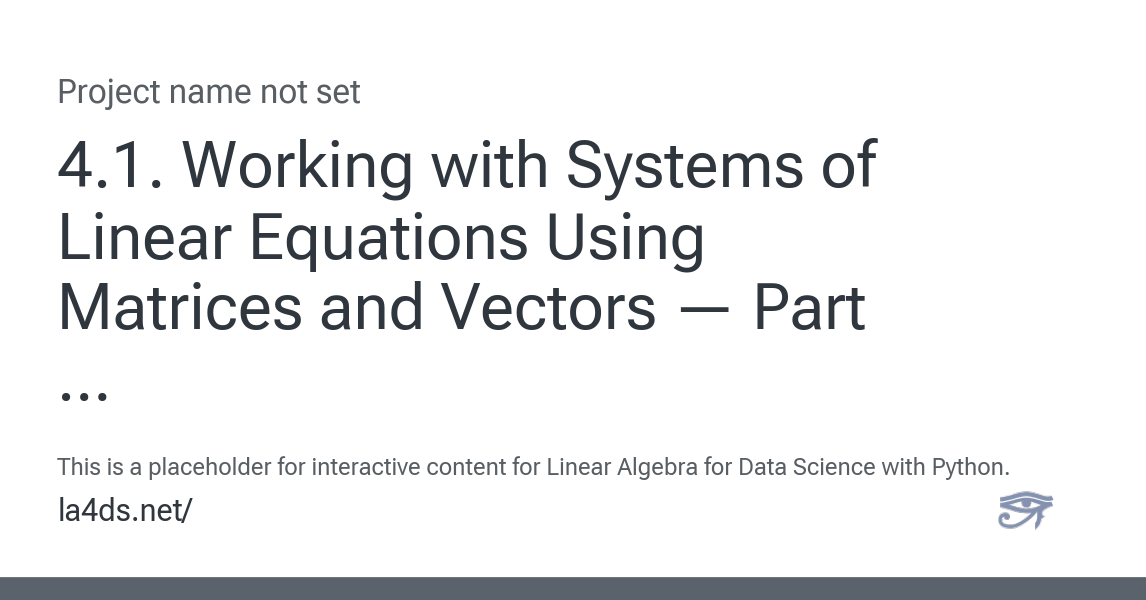 Project name not set
4.1. Working with Systems of
Linear Equations Using
Matrices and Vectors — Part
...
This is a placeholder for interactive content for Linear Algebra for Data Science with Python.
la4ds.net/